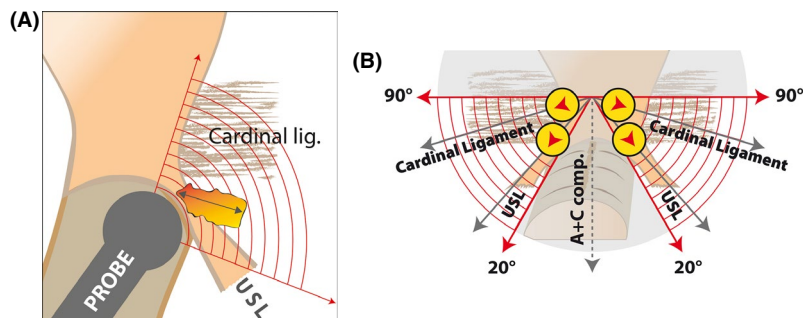 (A)
Cardinal lig.
PROBE
USL
(B)
90°
90°
Cardinal Ligament
Cardinal Ligament
USL
A+C comp.
USL
20°
20°